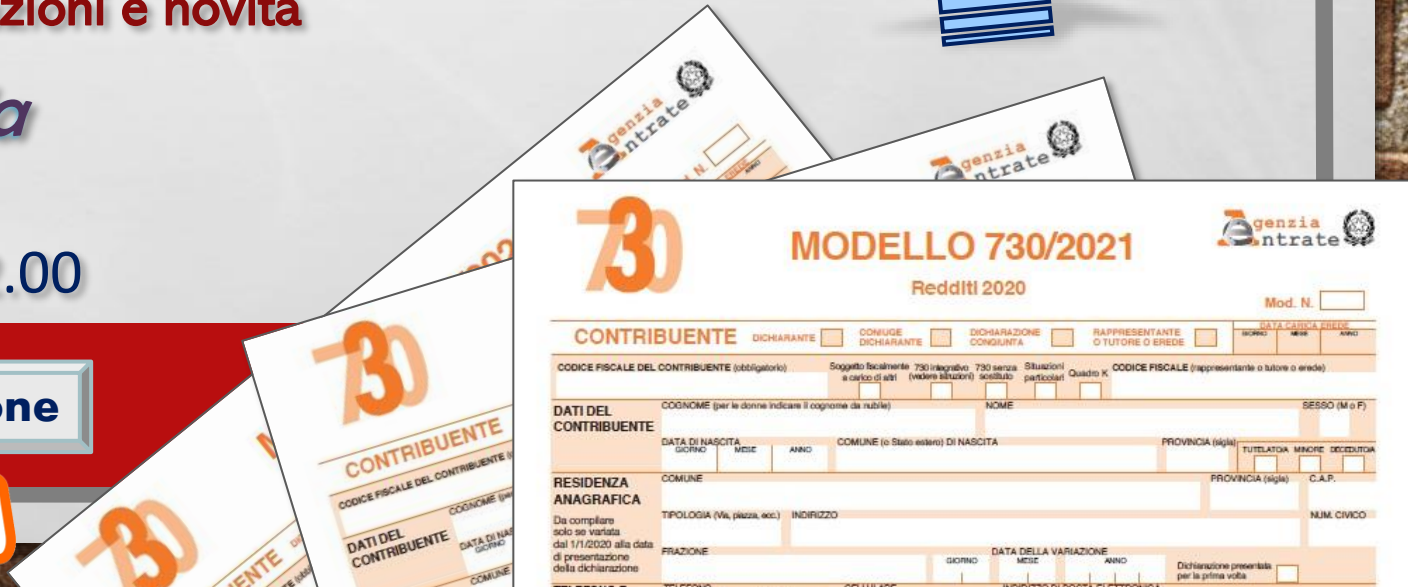 zioni e novità
a
2.00
one
genzia
ntrate
genzia
ntrate
730
MODELLO 730/2021
Redditi 2020
genzia
ntrate
Mod. N.
CONTRIBUENTE DICHIARANTE CONIUGE DICHIARANTE DICHIARAZIONE CONGIUNTA RAPPRESENTANTE O TUTORE O EREDE DATA CARICA EREDE
GIORNO MESE ANNO
CODICE FISCALE DEL CONTRIBUENTE (obbligatorio) Soggetto fiscalmente a carico di altri 730 integrativo (vedere istruzioni) 730 senza sostituto Situazioni particolari Quadro K CODICE FISCALE (rappresentante o tutore o erede)
DATI DEL CONTRIBUENTE
COGNOME (per le donne indicare il cognome da nubile) NOME SESSO (M o F)
DATA DI NASCITA COMUNE (o Stato estero) DI NASCITA PROVINCIA (sigla)
GIORNO MESE ANNO TUTELATO/A MINORE DECEDUTO/A
RESIDENZA ANAGRAFICA
COMUNE PROVINCIA (sigla) C.A.P.
Da compilare
solo se variata
dal 1/1/2020 alla data
di presentazione
della dichiarazione
TIPOLOGIA (Via, piazza, ecc.) INDIRIZZO NUM. CIVICO
FRAZIONE DATA DELLA VARIAZIONE
GIORNO MESE ANNO Dichiarazione presentata
per la prima volta
730
CONTRIBUENTE
CODICE FISCALE DEL CONTRIBUENTE
COGNOME
DATI DEL
CONTRIBUENTE
GIORNO
COMUNE
730